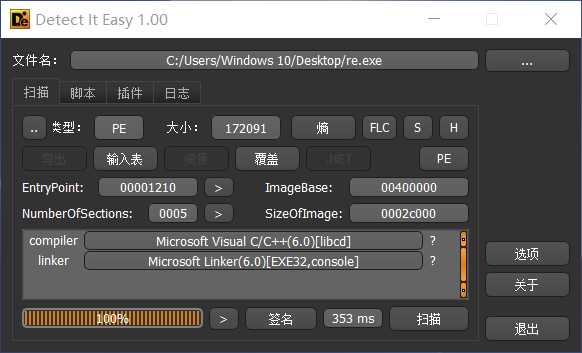 Detect It Easy 1.00
文件名： C:/Users/Windows 10/Desktop/re.exe ...
扫描 脚本 插件 日志
.. 类型： PE 大小： 172091 熵 FLC S H
导出 输入表 资源 覆盖 .NET PE
EntryPoint: 00001210 > ImageBase: 00400000
NumberOfSections: 0005 > SizeOfImage: 0002c000
compiler Microsoft Visual C/C++(6.0)[libcd] ?
linker Microsoft Linker(6.0)[EXE32,console] ?
选项
关于
100% > 签名 353 ms 扫描
退出